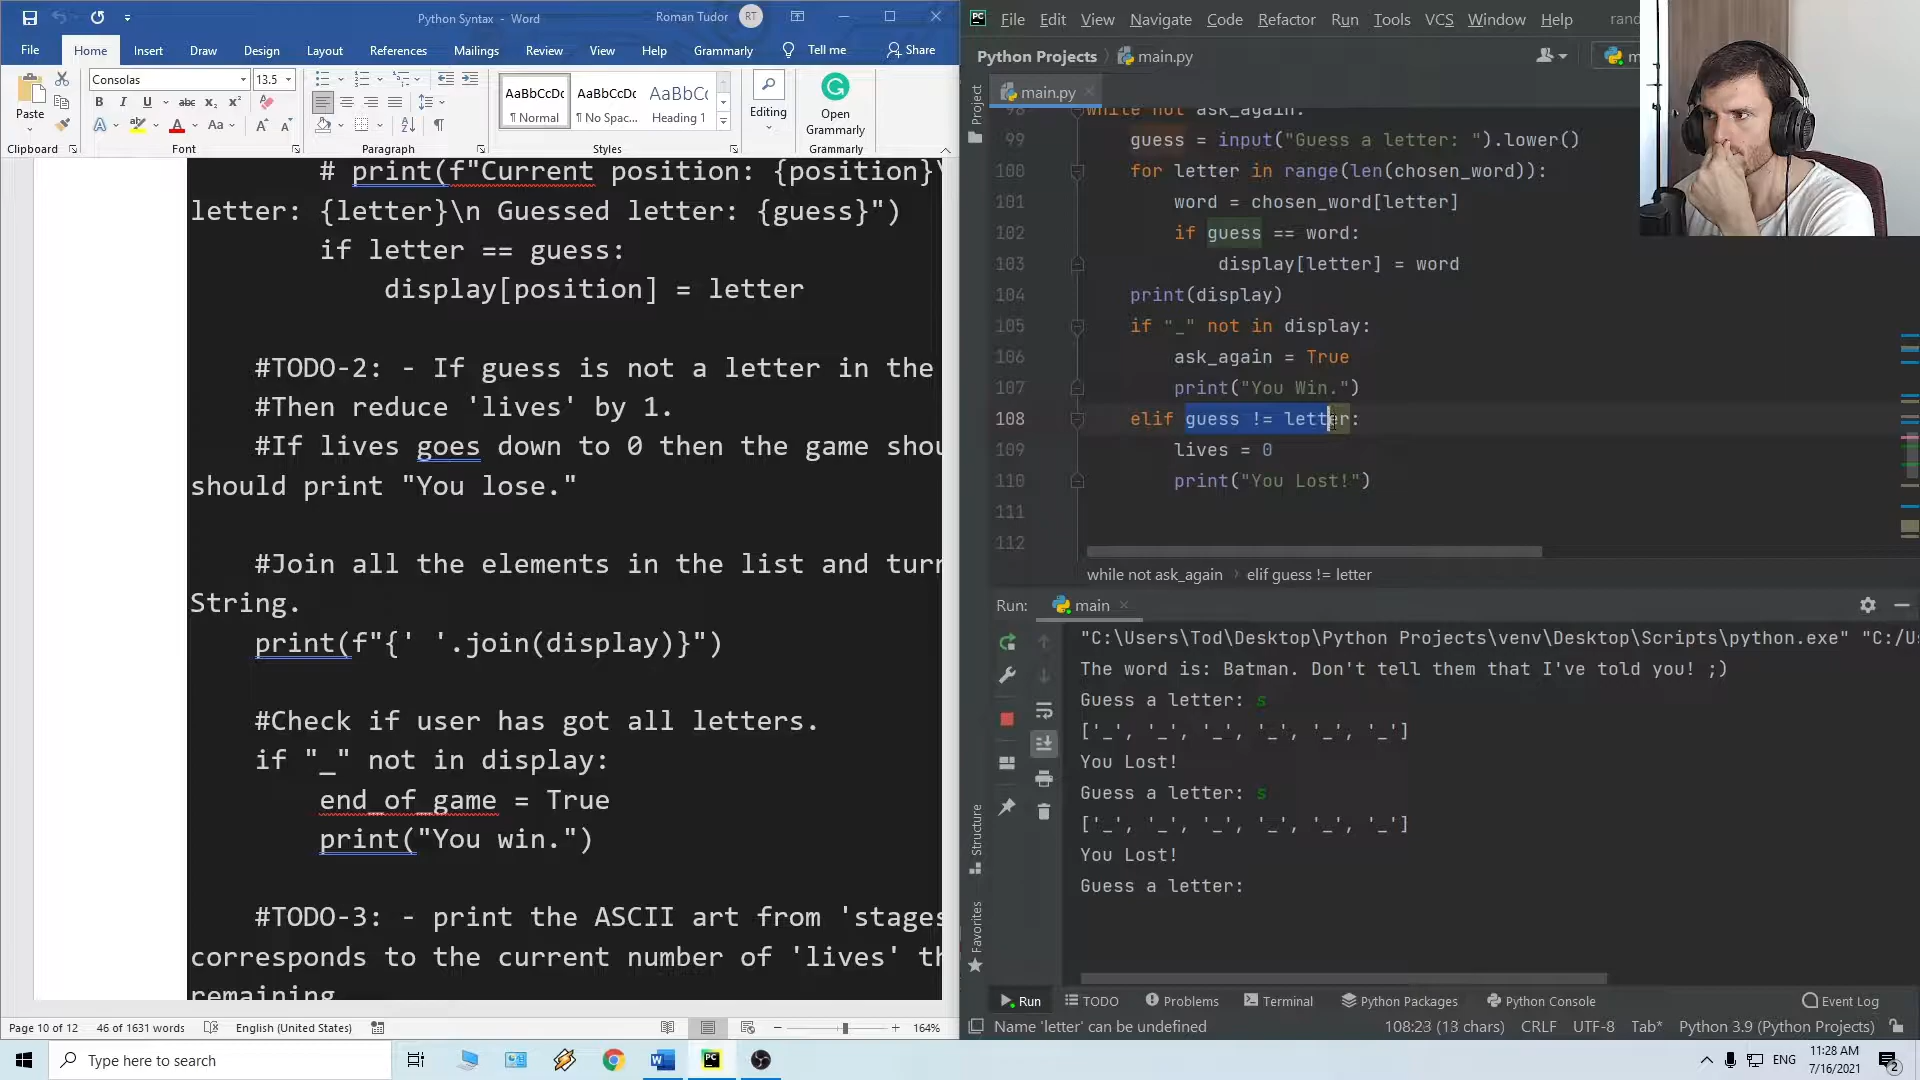 Python Syntax - Word
Roman Tudor
RT
File
Home
Insert
Draw
Design
Layout
References
Mailings
Review
View
Help
Grammarly
Tell me
Share
Paste
Consolas
13.5
AaBbCcDc
¶ Normal
AaBbCcDc
¶ No Spac...
AaBbCc
Heading 1
Editing
Open
Grammarly
Clipboard
Font
Paragraph
Styles
Grammarly
# print(f"Current position: {position}\
letter: {letter}\n Guessed letter: {guess}")
if letter == guess:
display[position] = letter
#TODO-2: - If guess is not a letter in the
#Then reduce 'lives' by 1.
#If lives goes down to 0 then the game shou
should print "You lose."
#Join all the elements in the list and turn
String.
print(f"{' '.join(display)}")
#Check if user has got all letters.
if "_" not in display:
end_of_game = True
print("You win.")
#TODO-3: - print the ASCII art from 'stages
corresponds to the current number of 'lives' th
remaining
Page 10 of 12
46 of 1631 words
English (United States)
164%
File
Edit
View
Navigate
Code
Refactor
Run
Tools
VCS
Window
Help
rand
Python Projects
main.py
m
Project
main.py
98 while not ask_again:
99 guess = input("Guess a letter: ").lower()
100 for letter in range(len(chosen_word)):
101 word = chosen_word[letter]
102 if guess == word:
103 display[letter] = word
104 print(display)
105 if "_" not in display:
106 ask_again = True
107 print("You Win.")
108 elif guess != letter:
109 lives = 0
110 print("You Lost!")
111
112
while not ask_again
elif guess != letter
Run:
main
"C:\Users\Tod\Desktop\Python Projects\venv\Desktop\Scripts\python.exe" "C:/Us
The word is: Batman. Don't tell them that I've told you! ;)
Guess a letter: s
['_', '_', '_', '_', '_', '_']
You Lost!
Guess a letter: s
['_', '_', '_', '_', '_', '_']
You Lost!
Guess a letter:
Structure
Favorites
Run
TODO
Problems
Terminal
Python Packages
Python Console
Event Log
Name 'letter' can be undefined
108:23 (13 chars)
CRLF
UTF-8
Tab*
Python 3.9 (Python Projects)
Type here to search
ENG
11:28 AM
7/16/2021
2